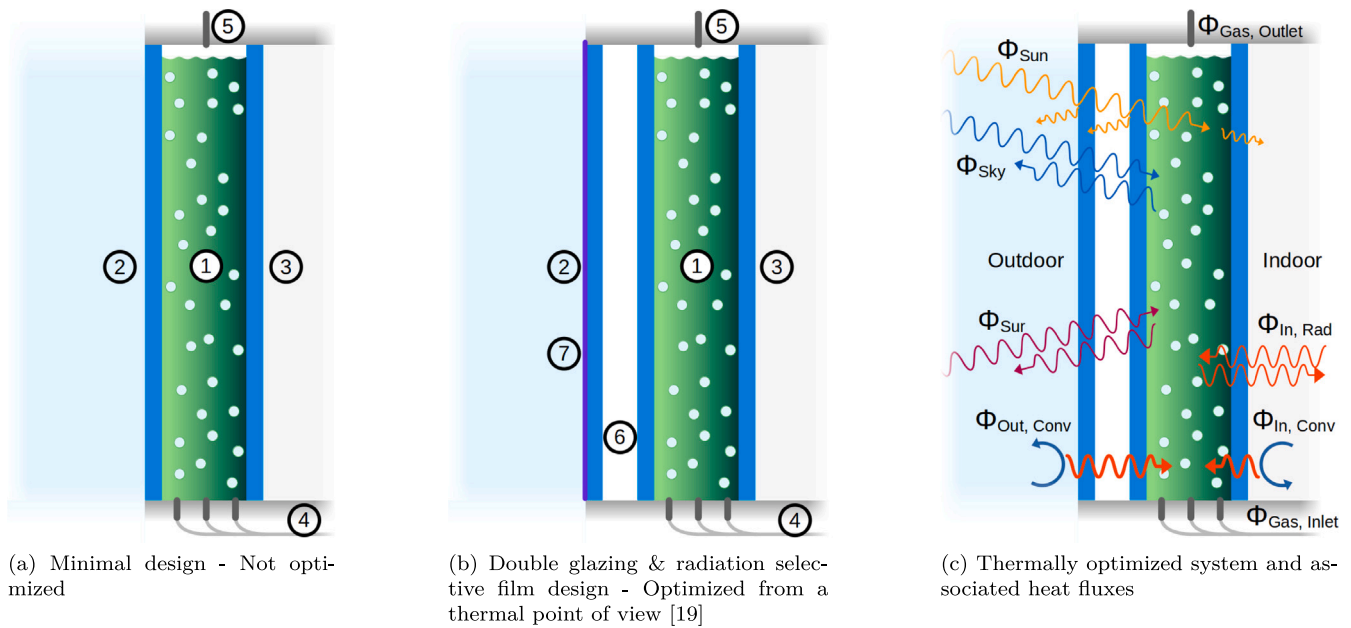 5
2
1
3
4
(a) Minimal design - Not opti-
mized
5
2
1
3
7
6
4
(b) Double glazing & radiation selec-
tive film design - Optimized from a
thermal point of view [19]
ΦGas, Outlet
ΦSun
ΦSky
Outdoor
Indoor
ΦSur
ΦIn, Rad
ΦOut, Conv
ΦIn, Conv
ΦGas, Inlet
(c) Thermally optimized system and as-
sociated heat fluxes